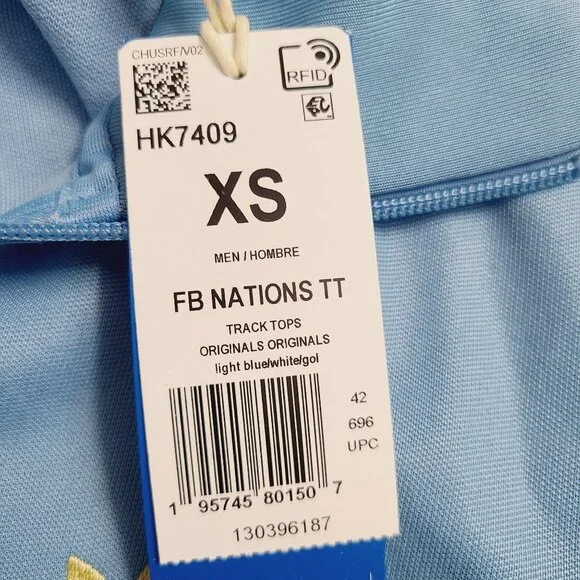 CHUSRF/V02
RFID
HK7409
XS
MEN / HOMBRE
FB NATIONS TT
TRACK TOPS
ORIGINALS ORIGINALS
light blue/white/gol
42
696
UPC
1 95745 80150 7
130396187